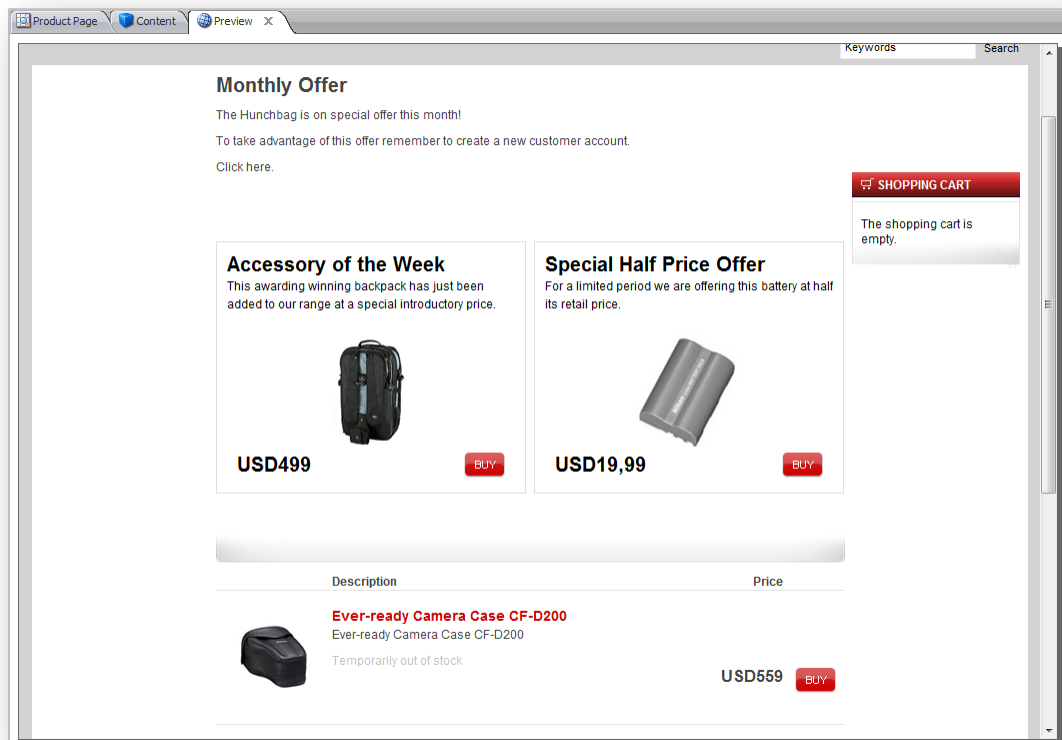 Product Page
Content
Preview
Keywords
Search
Monthly Offer
The Hunchbag is on special offer this month!
To take advantage of this offer remember to create a new customer account.
Click here.
SHOPPING CART
The shopping cart is
empty.
Accessory of the Week
This awarding winning backpack has just been
added to our range at a special introductory price.
USD499
BUY
Special Half Price Offer
For a limited period we are offering this battery at half
its retail price.
USD19,99
BUY
Description
Price
Ever-ready Camera Case CF-D200
Ever-ready Camera Case CF-D200
Temporarily out of stock
USD559
BUY